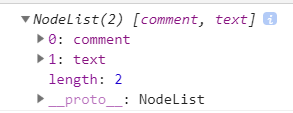 ▼NodeList(2) [comment, text] i
▶0: comment
▶1: text
length: 2
▶__proto__: NodeList